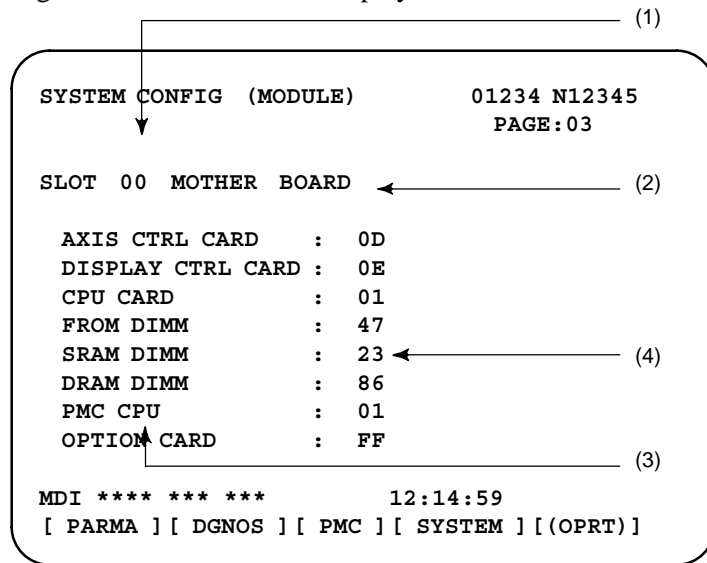 (1)
SYSTEM CONFIG (MODULE) 01234 N12345
PAGE:03
SLOT 00 MOTHER BOARD (2)
AXIS CTRL CARD : 0D
DISPLAY CTRL CARD : 0E
CPU CARD : 01
FROM DIMM : 47
SRAM DIMM : 23 (4)
DRAM DIMM : 86
PMC CPU : 01
OPTION CARD : FF
(3)
MDI **** *** *** 12:14:59
[ PARMA ][ DGNOS ][ PMC ][ SYSTEM ][(OPRT)]